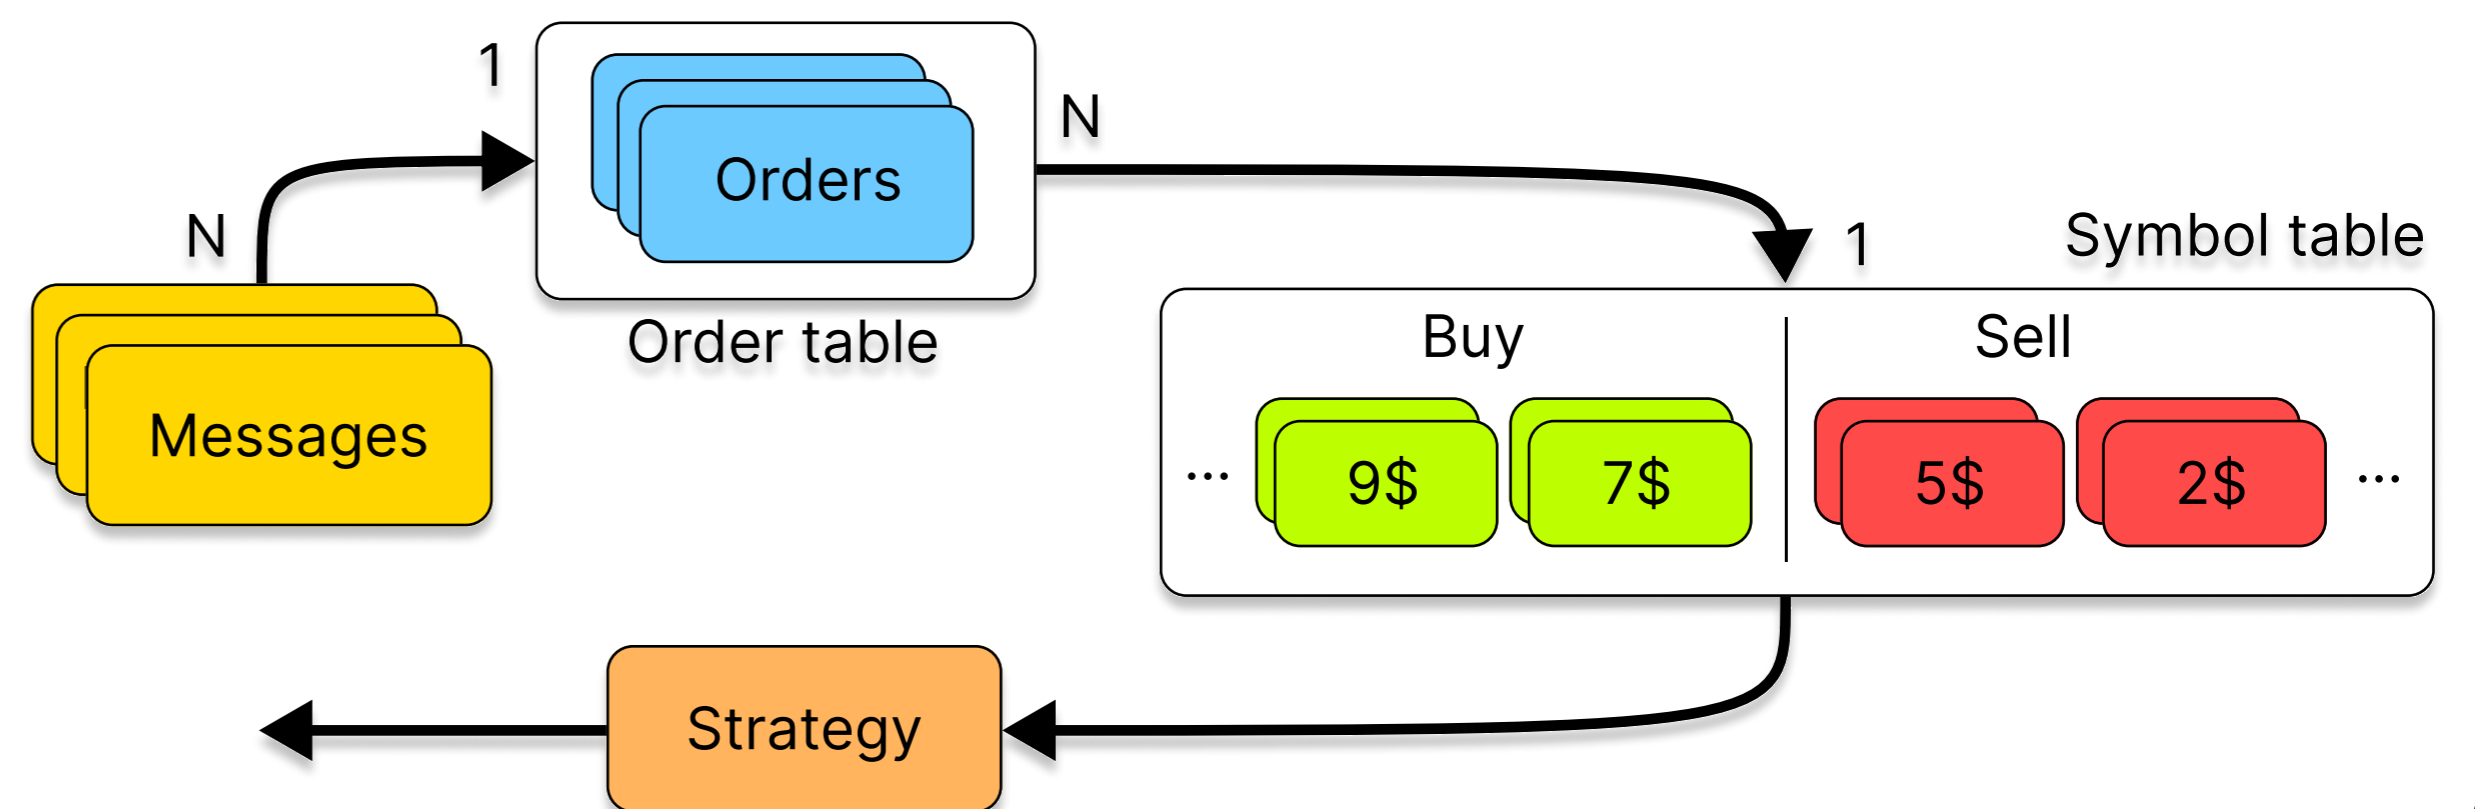 1
N
N
Orders
Order table
Messages
1
Symbol table
Buy
Sell
...
9$
7$
5$
2$
...
Strategy